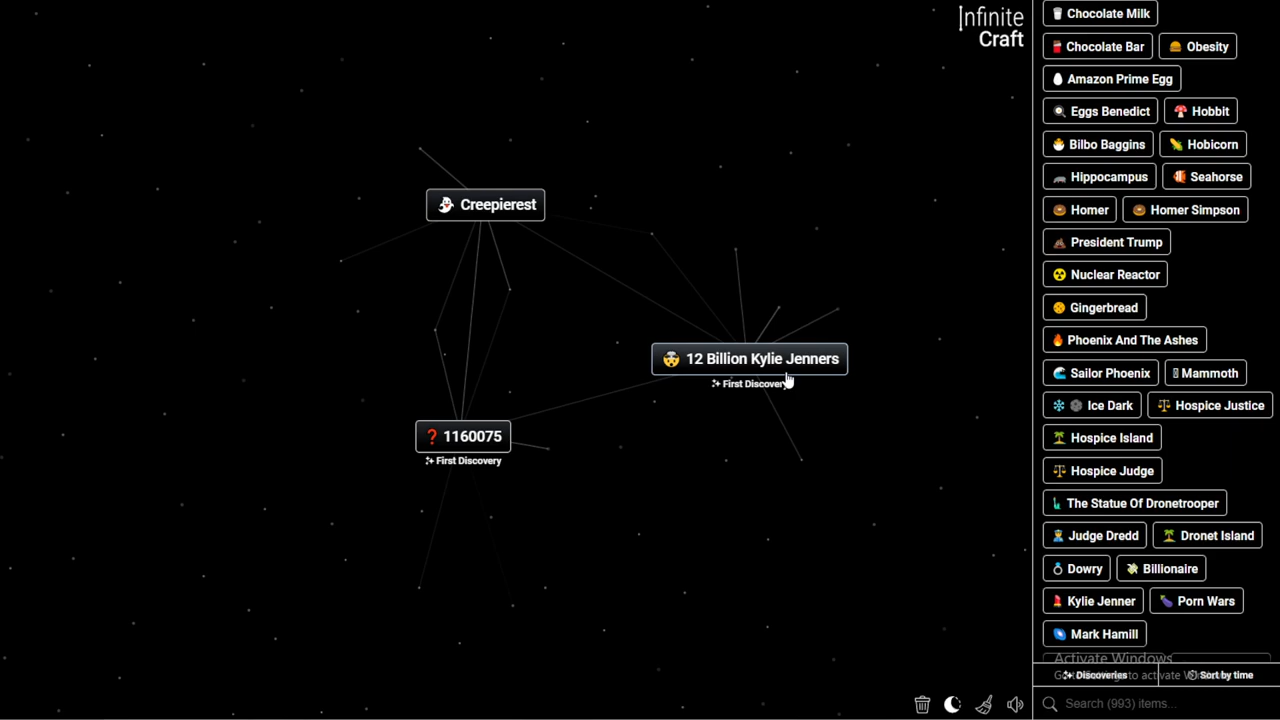 Infinite
Craft
Creepierest
12 Billion Kylie Jenners
First Discovery
1160075
First Discovery
Chocolate Milk
Chocolate Bar Obesity
Amazon Prime Egg
Eggs Benedict Hobbit
Bilbo Baggins Hobicorn
Hippocampus Seahorse
Homer Homer Simpson
President Trump
Nuclear Reactor
Gingerbread
Phoenix And The Ashes
Sailor Phoenix Mammoth
Ice Dark Hospice Justice
Hospice Island
Hospice Judge
The Statue Of Dronetrooper
Judge Dredd Dronet Island
Dowry Billionaire
Kylie Jenner Porn Wars
Mark Hamill
Activate Windows
Discoveries Sort by time
Search (993) items...